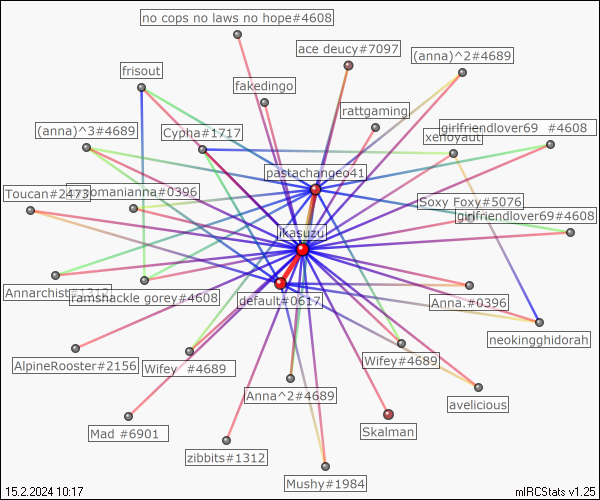 no cops no laws no hope#4608
ace deucy#7097
(anna)^2#4689
frisout
fakedingo
rattgaming
(anna)^3#4689
Cypha#1717
girlfriendlover69 #4608
xenoyaut
pastachangeo41
Toucan#2473
Soxy Foxy#5076
girlfriendlover69#4608
ikasuzu
Annarchist#1312
ramshackle gorey#4608
default#0617
Anna.#0396
neokingghidorah
AlpineRooster#2156
Wifey #4689
Wifey#4689
Anna^2#4689
avelicious
Mad #6901
Skalman
zibbits#1312
Mushy#1984
15.2.2024 10:17
mIRCStats v1.25